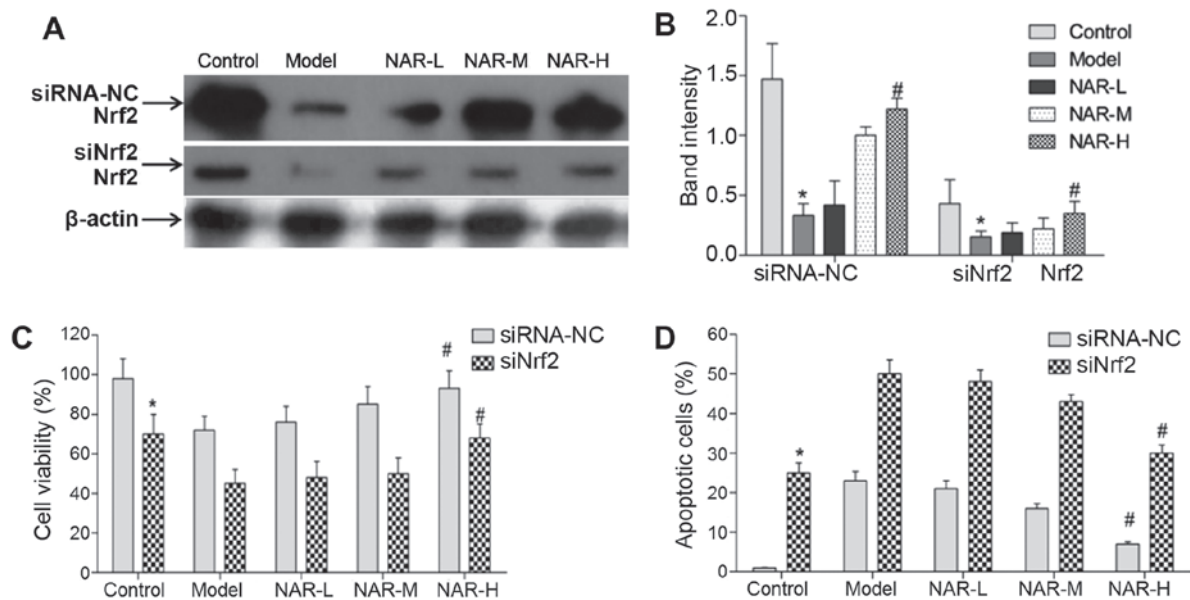 A
Control Model NAR-L NAR-M NAR-H
siRNA-NC
Nrf2
siNrf2
Nrf2
β-actin
B
Band intensity
2.0
1.5
1.0
0.5
0.0
Control
Model
NAR-L
NAR-M
NAR-H
* # * #
siRNA-NC siNrf2 Nrf2
C
Cell viability (%)
120
100
80
60
40
20
0
siRNA-NC
siNrf2
* # #
Control Model NAR-L NAR-M NAR-H
D
Apoptotic cells (%)
60
50
40
30
20
10
0
siRNA-NC
siNrf2
* # #
Control Model NAR-L NAR-M NAR-H